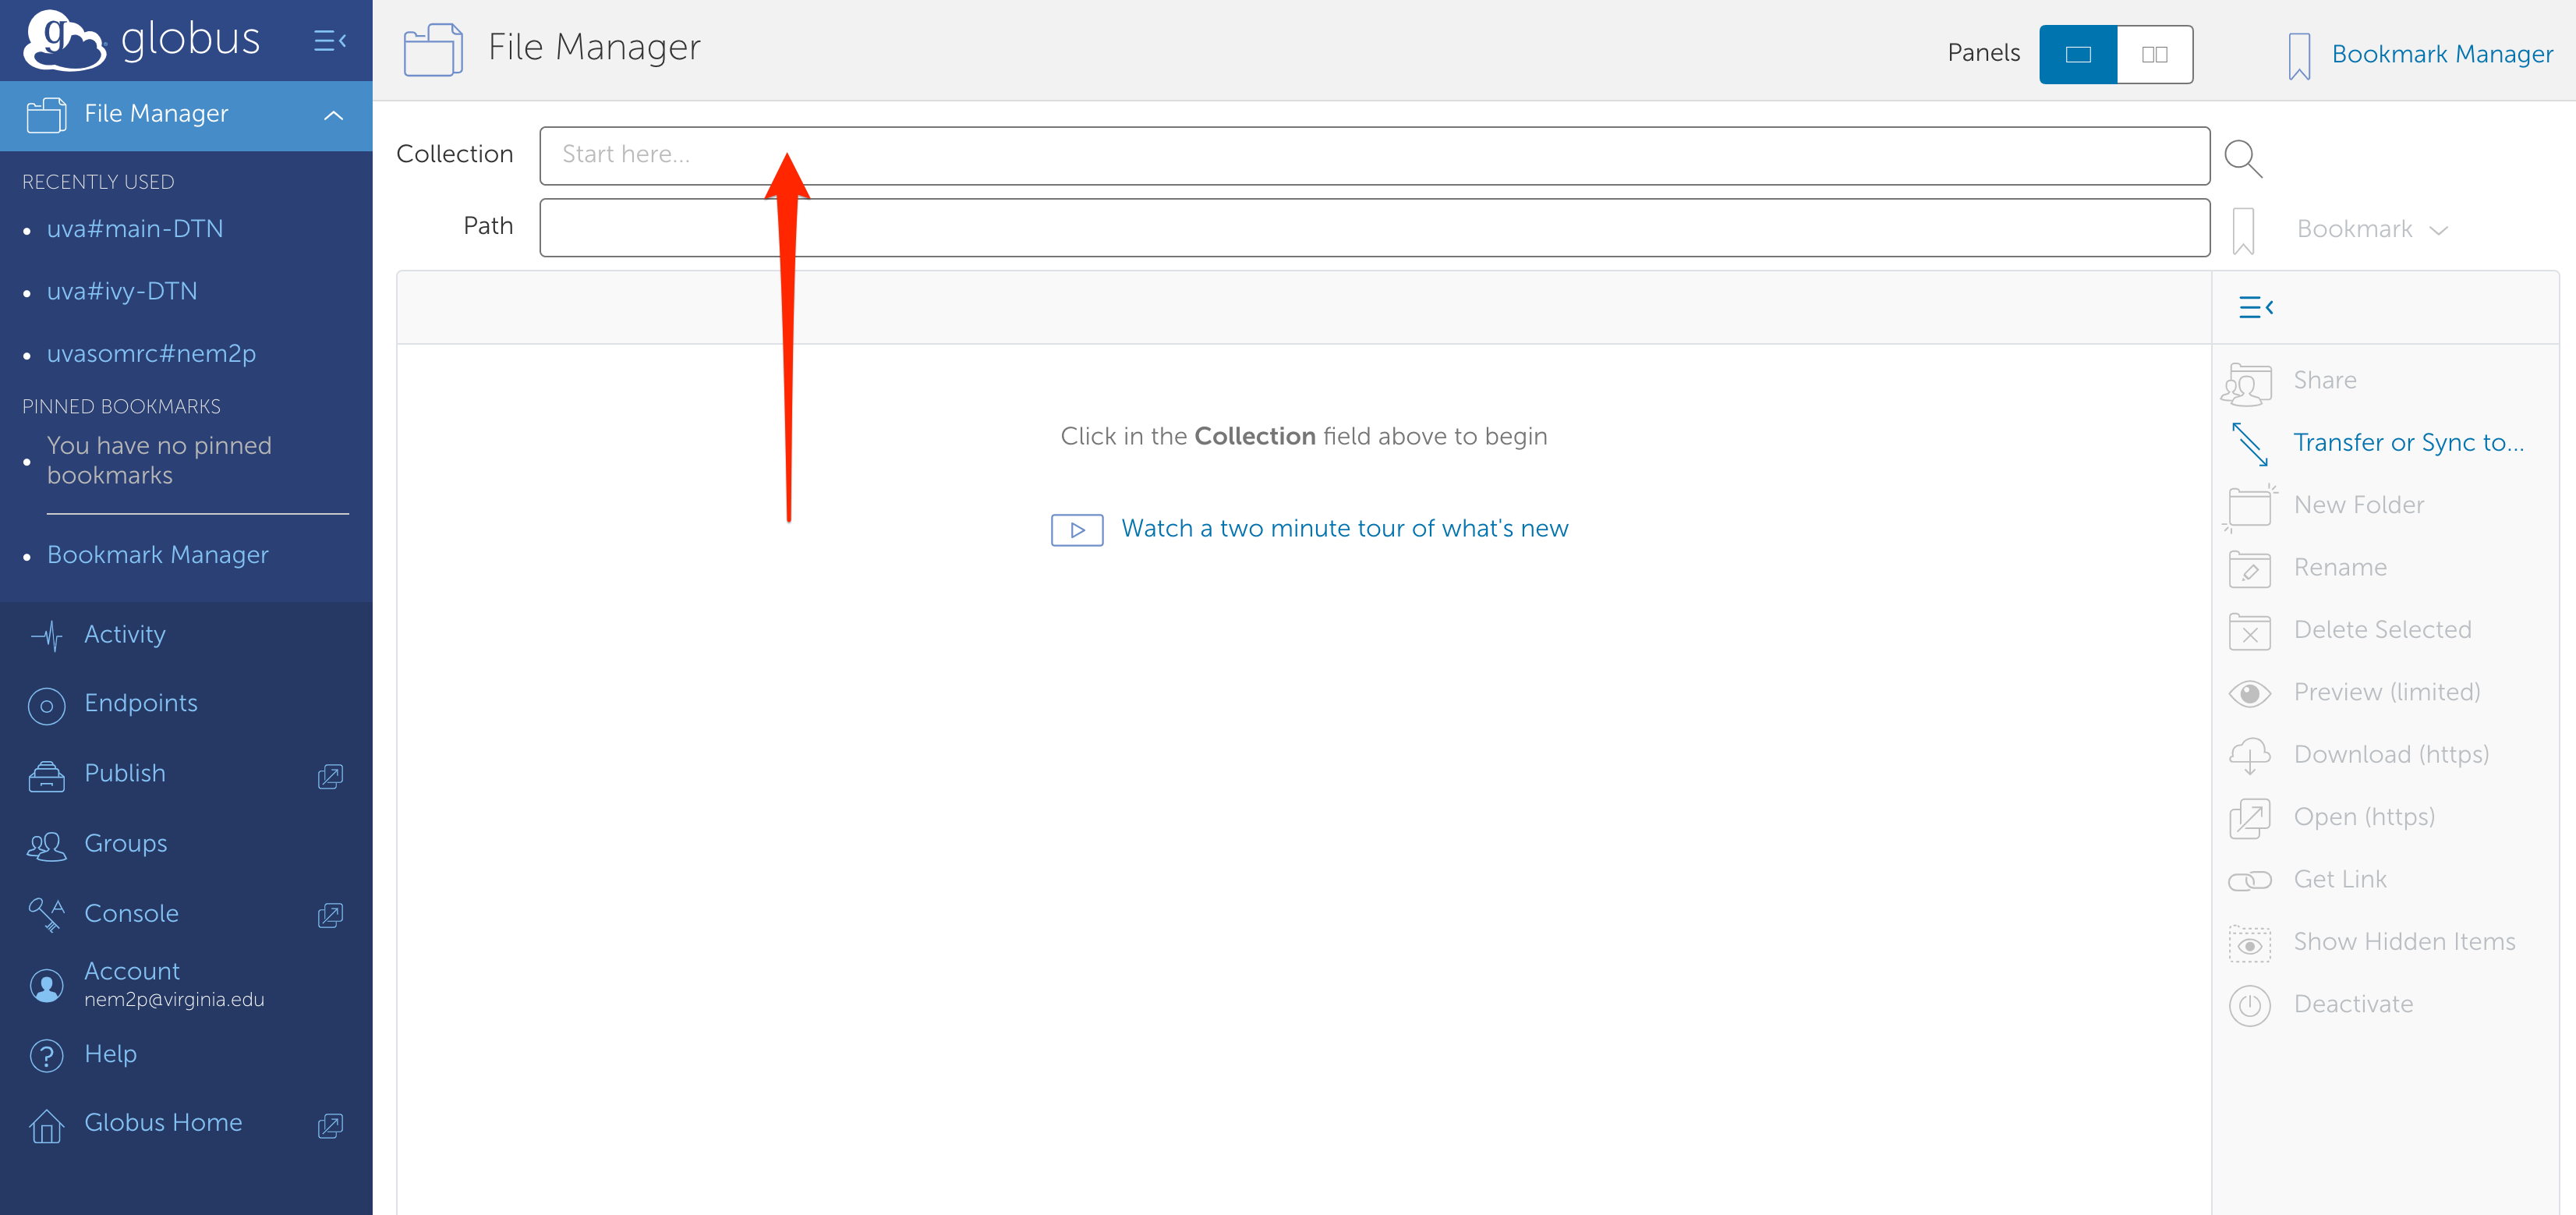 globus
File Manager
RECENTLY USED
uva#main-DTN
uva#ivy-DTN
uvasomrc#nem2p
PINNED BOOKMARKS
You have no pinned
bookmarks
Bookmark Manager
Activity
Endpoints
Publish
Groups
Console
Account
nem2p@virginia.edu
Help
Globus Home
File Manager
Panels
Bookmark Manager
Collection
Start here...
Path
Bookmark
Click in the Collection field above to begin
Watch a two minute tour of what's new
Share
Transfer or Sync to...
New Folder
Rename
Delete Selected
Preview (limited)
Download (https)
Open (https)
Get Link
Show Hidden Items
Deactivate